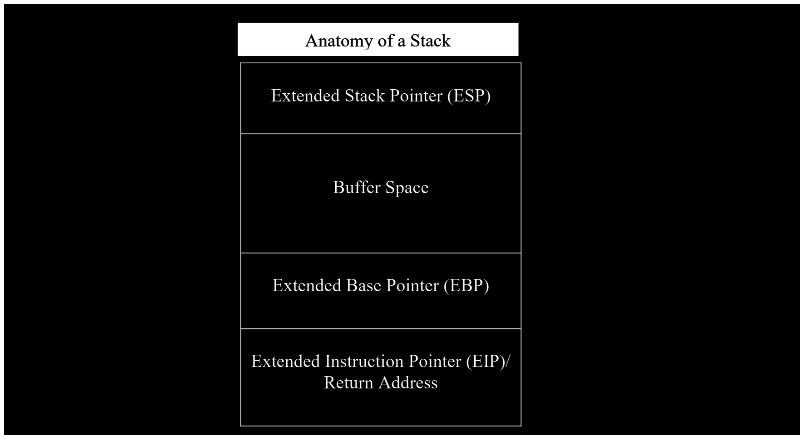 Anatomy of a Stack
Extended Stack Pointer (ESP)
Buffer Space
Extended Base Pointer (EBP)
Extended Instruction Pointer (EIP)/
Return Address